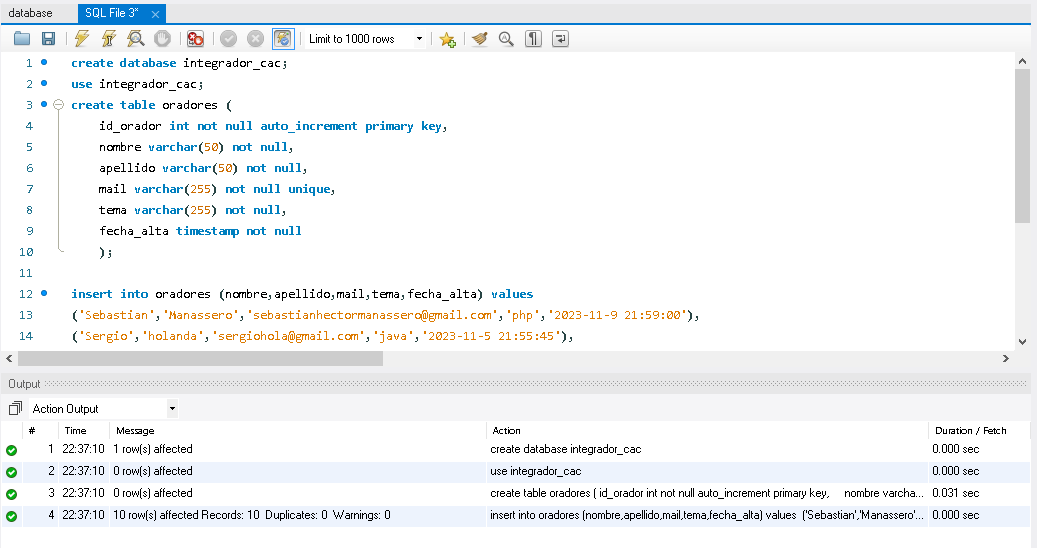 database SQL File 3*
Limit to 1000 rows
1 create database integrador_cac;
2 use integrador_cac;
3 create table oradores (
4 id_orador int not null auto_increment primary key,
5 nombre varchar(50) not null,
6 apellido varchar(50) not null,
7 mail varchar(255) not null unique,
8 tema varchar(255) not null,
9 fecha_alta timestamp not null
10 );
11
12 insert into oradores (nombre,apellido,mail,tema,fecha_alta) values
13 ('Sebastian','Manassero','sebastianhectormanassero@gmail.com','php','2023-11-9 21:59:00'),
14 ('Sergio','holanda','sergiohola@gmail.com','java','2023-11-5 21:55:45'),
Output
Action Output
# Time Message Action Duration / Fetch
1 22:37:10 1 row(s) affected create database integrador_cac 0.000 sec
2 22:37:10 0 row(s) affected use integrador_cac 0.000 sec
3 22:37:10 0 row(s) affected create table oradores ( id_orador int not null auto_increment primary key, nombre varcha... 0.031 sec
4 22:37:10 10 row(s) affected Records: 10 Duplicates: 0 Warnings: 0 insert into oradores (nombre,apellido,mail,tema,fecha_alta) values ('Sebastian','Manassero'... 0.000 sec